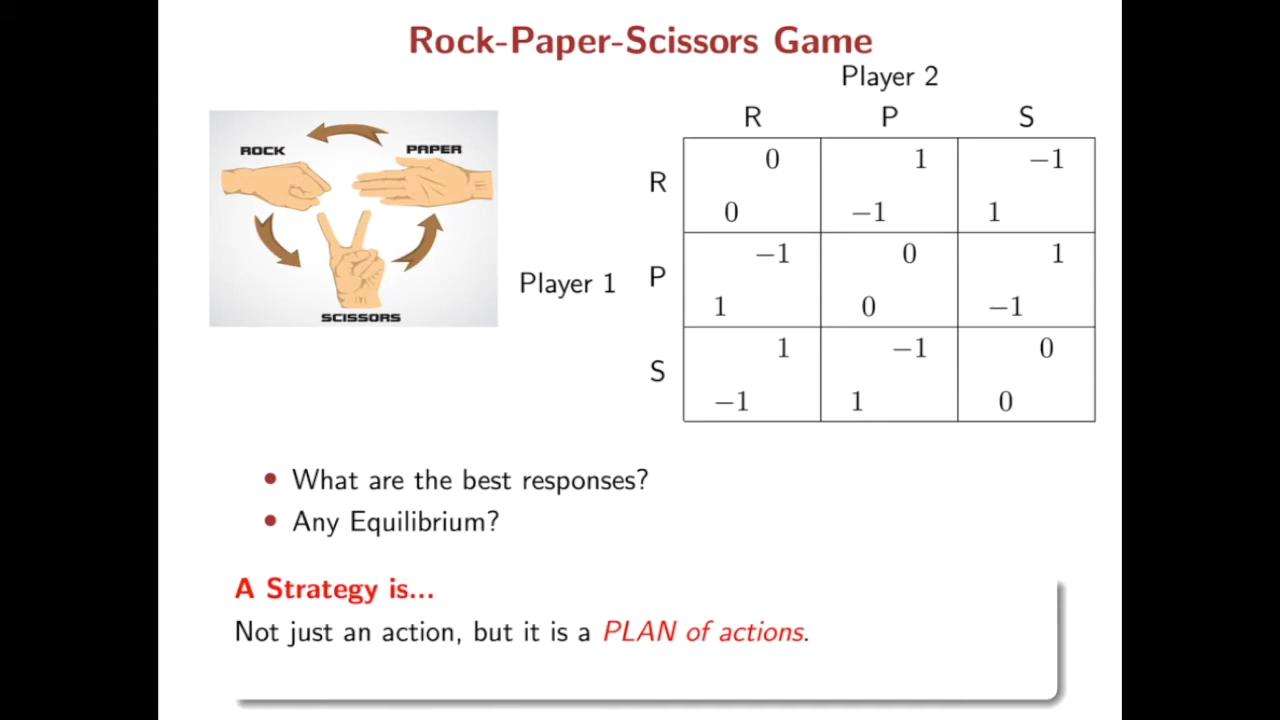 Rock-Paper-Scissors Game
Player 2
R P S
ROCK PAPER
SCISSORS
Player 1
R
0 1 −1
0 −1 1
P
−1 0 1
1 0 −1
S
1 −1 0
−1 1 0
• What are the best responses?
• Any Equilibrium?
A Strategy is...
Not just an action, but it is a PLAN of actions.